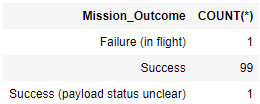 Mission_Outcome COUNT(*)
Failure (in flight) 1
Success 99
Success (payload status unclear) 1